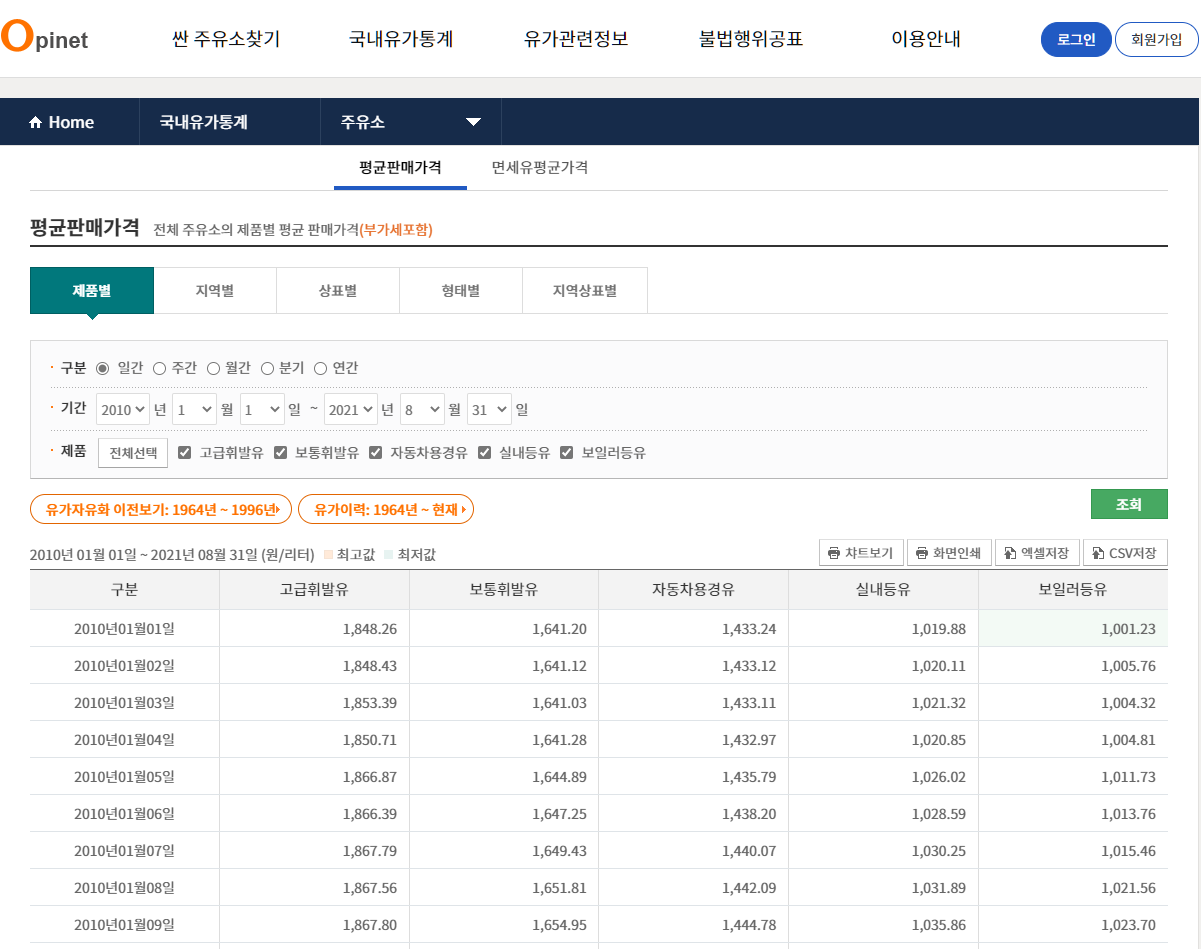 Opinet 싼 주유소찾기 국내유가통계 유가관련정보 불법행위공표 이용안내 로그인 회원가입
Home 국내유가통계 주유소
평균판매가격 면세유평균가격
평균판매가격 전체 주유소의 제품별 평균 판매가격(부가세포함)
제품별 지역별 상표별 형태별 지역상표별
· 구분 일간 주간 월간 분기 연간
· 기간 2010 년 1 월 1 일 ~ 2021 년 8 월 31 일
· 제품 전체선택 고급휘발유 보통휘발유 자동차용경유 실내등유 보일러등유
유가자유화 이전보기: 1964년 ~ 1996년 유가이력: 1964년 ~ 현재 조회
2010년 01월 01일 ~ 2021년 08월 31일 (원/리터) 최고값 최저값 챠트보기 화면인쇄 엑셀저장 CSV저장
구분 고급휘발유 보통휘발유 자동차용경유 실내등유 보일러등유
2010년01월01일 1,848.26 1,641.20 1,433.24 1,019.88 1,001.23
2010년01월02일 1,848.43 1,641.12 1,433.12 1,020.11 1,005.76
2010년01월03일 1,853.39 1,641.03 1,433.11 1,021.32 1,004.32
2010년01월04일 1,850.71 1,641.28 1,432.97 1,020.85 1,004.81
2010년01월05일 1,866.87 1,644.89 1,435.79 1,026.02 1,011.73
2010년01월06일 1,866.39 1,647.25 1,438.20 1,028.59 1,013.76
2010년01월07일 1,867.79 1,649.43 1,440.07 1,030.25 1,015.46
2010년01월08일 1,867.56 1,651.81 1,442.09 1,031.89 1,021.56
2010년01월09일 1,867.80 1,654.95 1,444.78 1,035.86 1,023.70